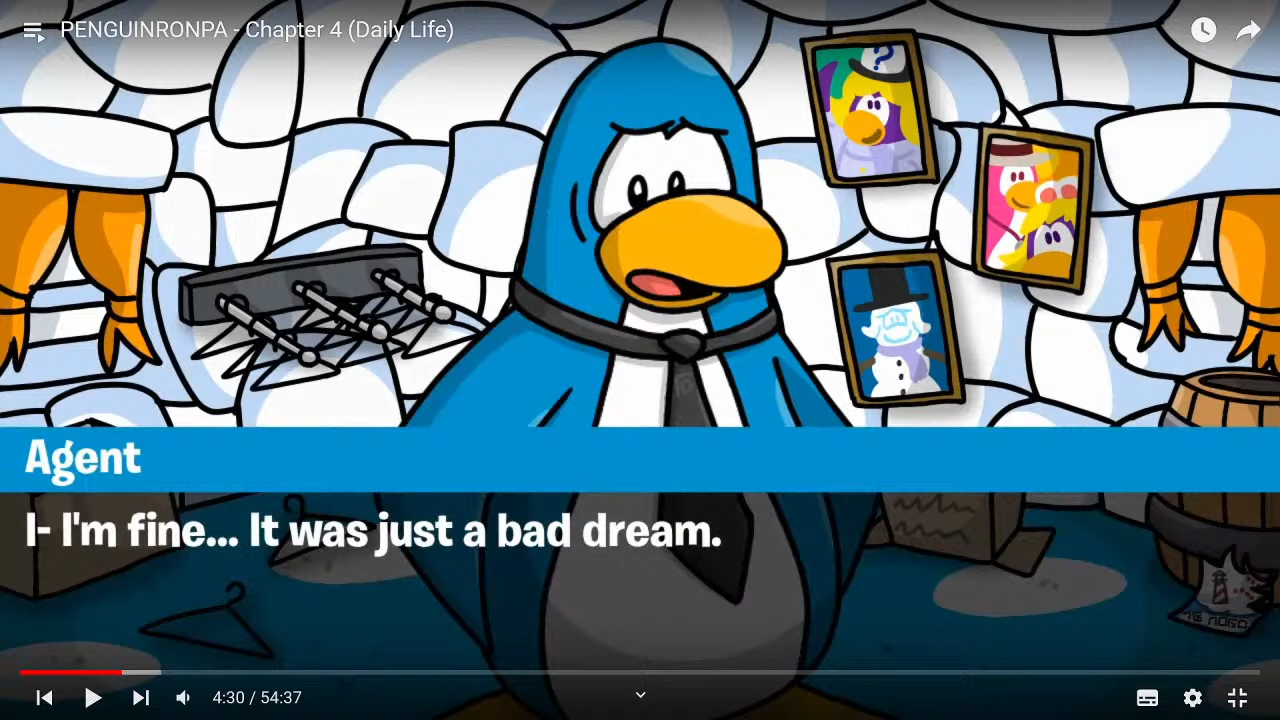 PENGUINRONPA - Chapter 4 (Daily Life)
?
Agent
I- I'm fine... It was just a bad dream.
4:30 / 54:37